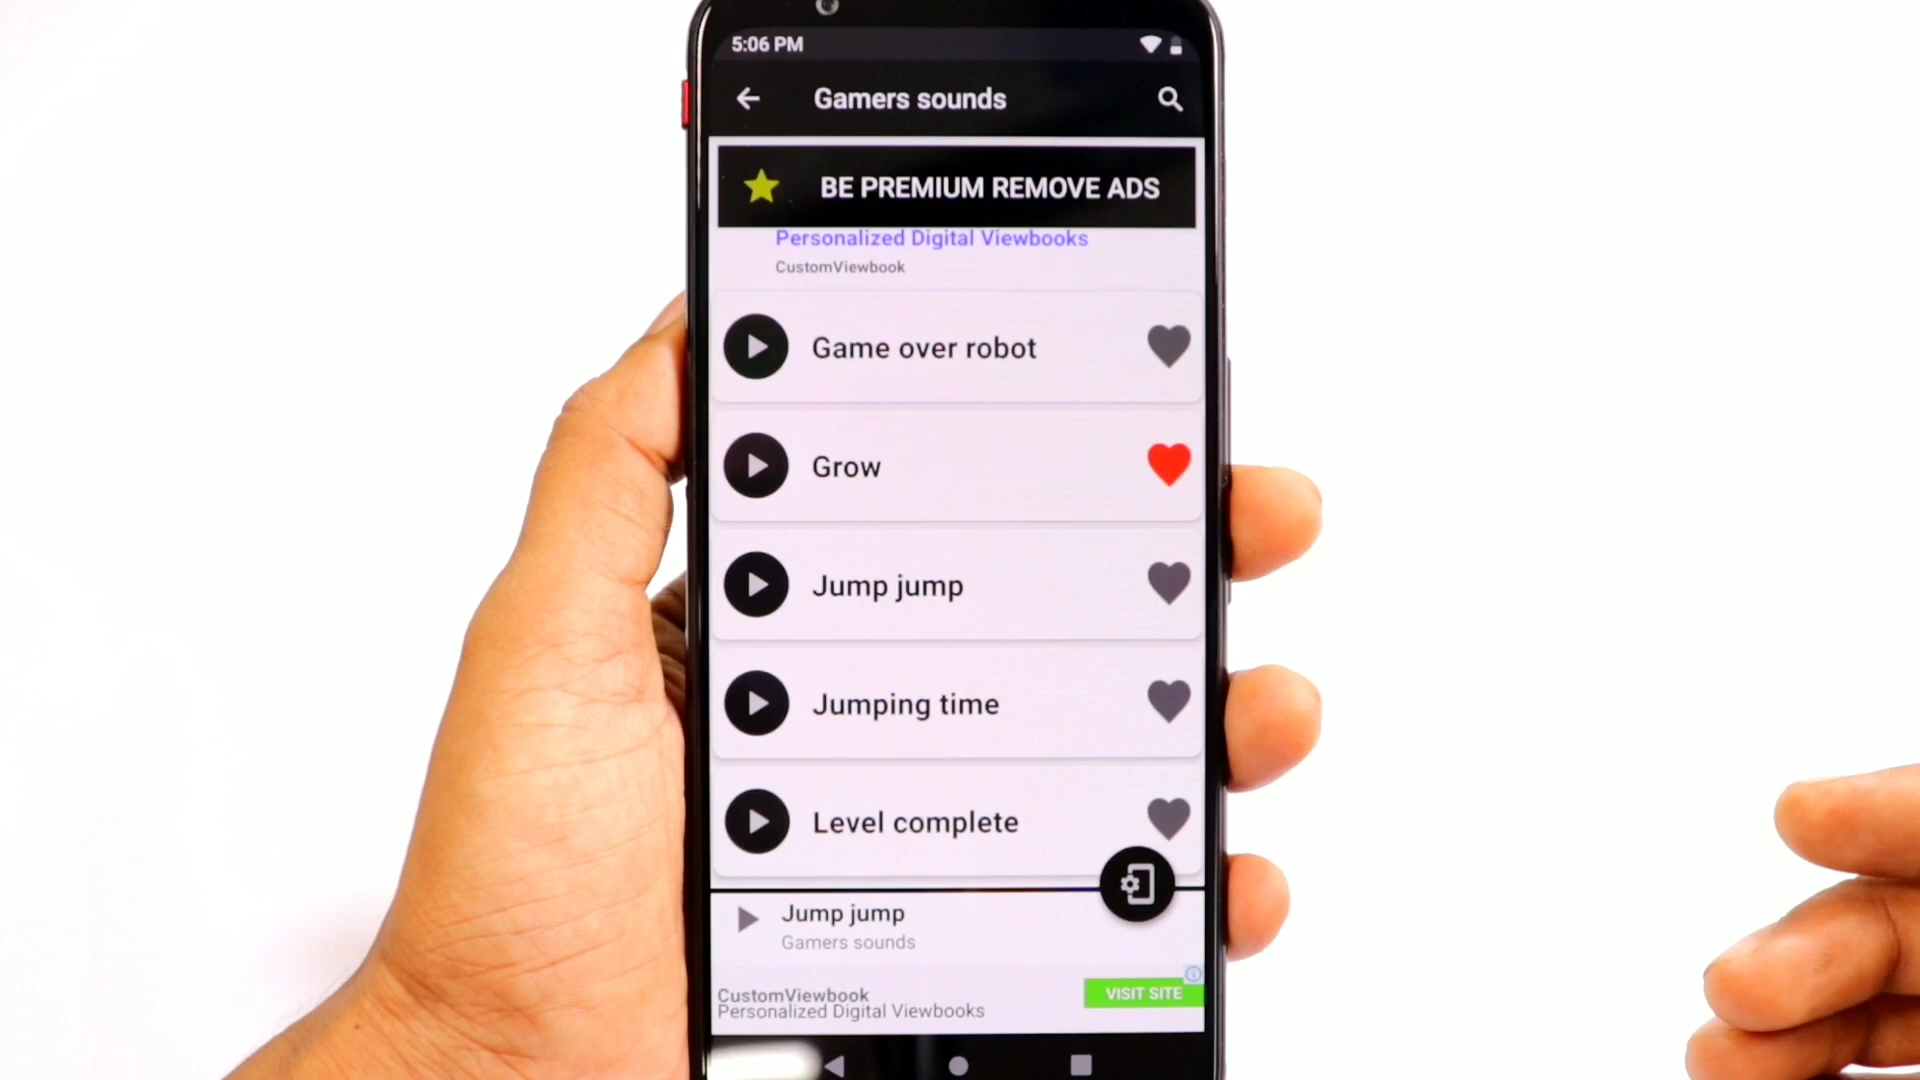 5:06 PM
Gamers sounds
BE PREMIUM REMOVE ADS
Personalized Digital Viewbooks
CustomViewbook
Game over robot
Grow
Jump jump
Jumping time
Level complete
Jump jump
Gamers sounds
CustomViewbook
Personalized Digital Viewbooks
VISIT SITE